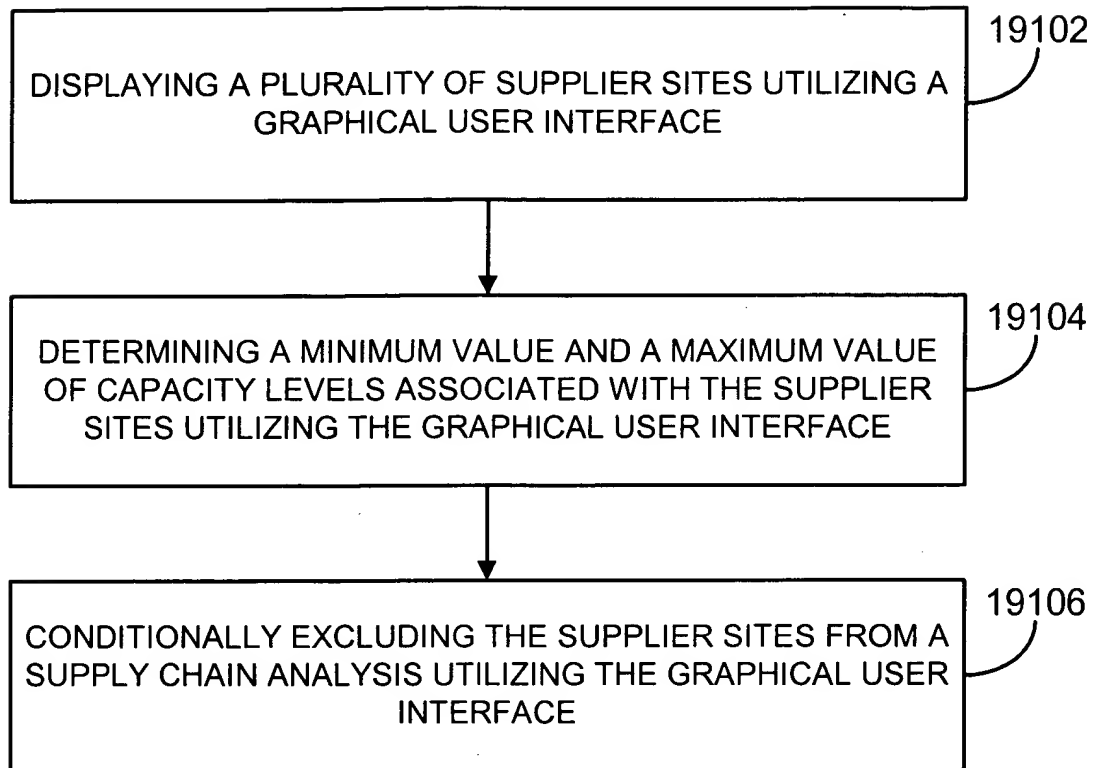 19102
DISPLAYING A PLURALITY OF SUPPLIER SITES UTILIZING A
GRAPHICAL USER INTERFACE
19104
DETERMINING A MINIMUM VALUE AND A MAXIMUM VALUE
OF CAPACITY LEVELS ASSOCIATED WITH THE SUPPLIER
SITES UTILIZING THE GRAPHICAL USER INTERFACE
19106
CONDITIONALLY EXCLUDING THE SUPPLIER SITES FROM A
SUPPLY CHAIN ANALYSIS UTILIZING THE GRAPHICAL USER
INTERFACE